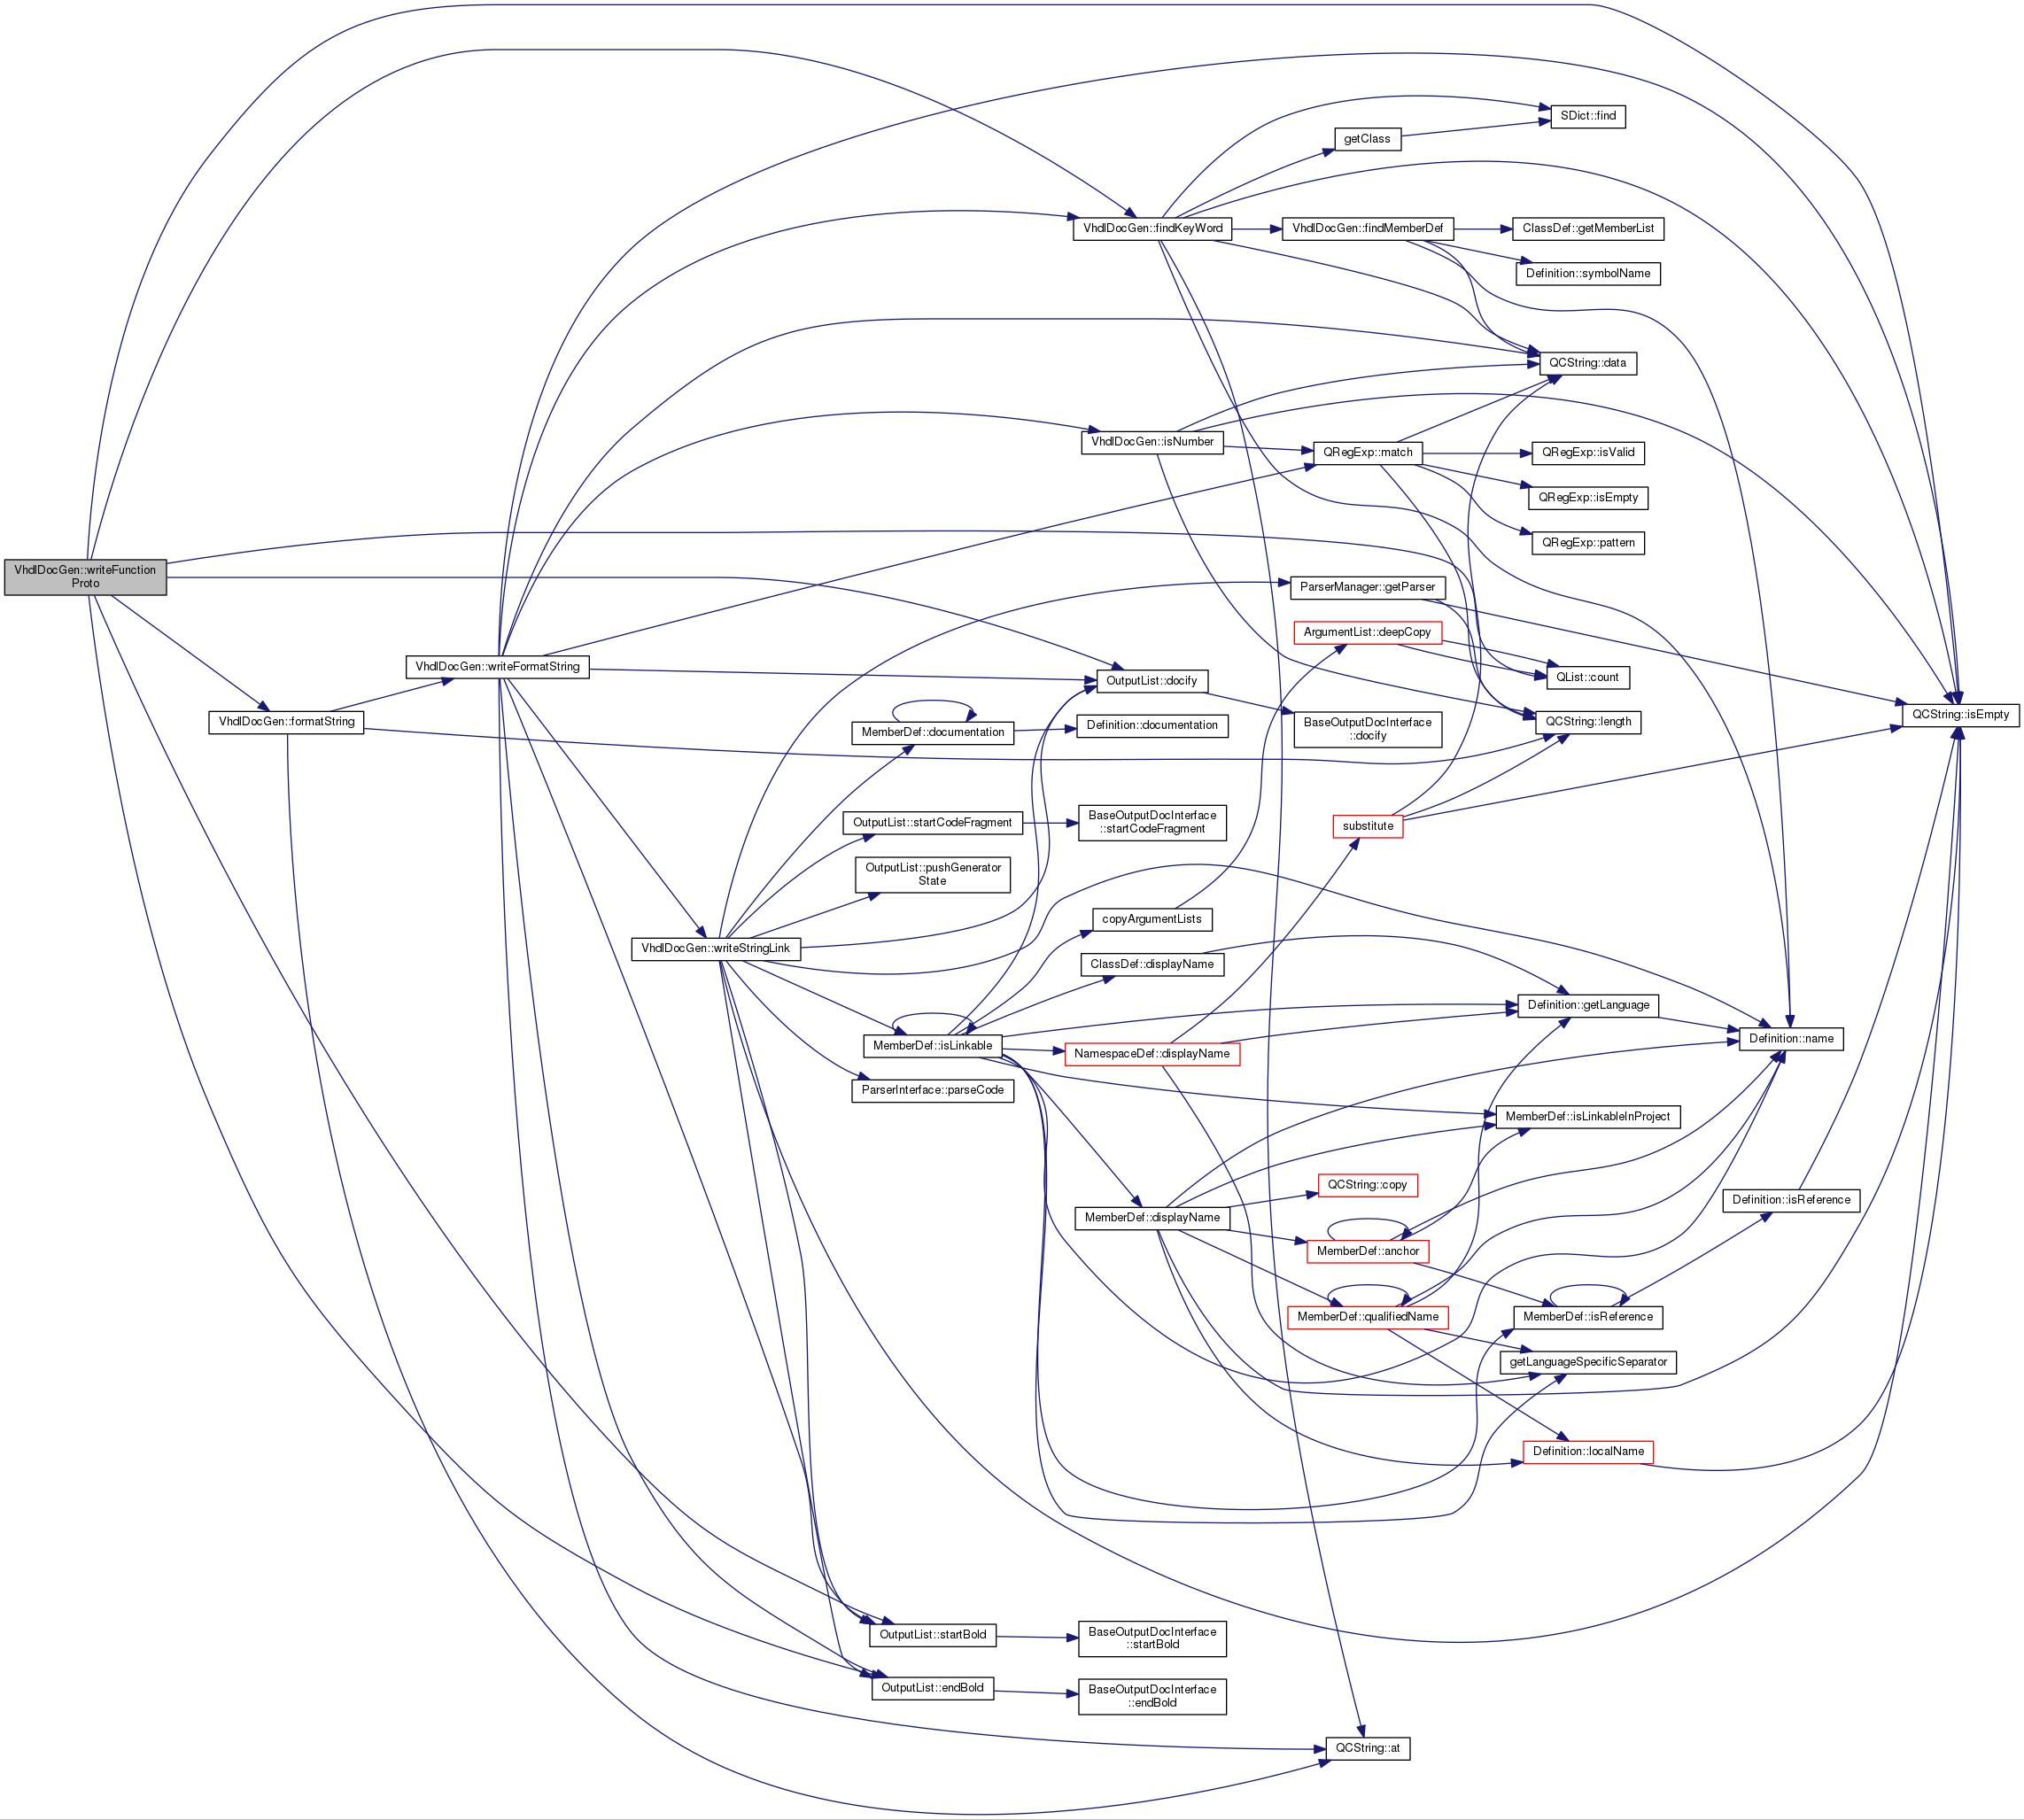 VhdlDocGen::writeFunction
Proto
VhdlDocGen::formatString
VhdlDocGen::writeFormatString
VhdlDocGen::writeStringLink
MemberDef::documentation
OutputList::startCodeFragment
OutputList::pushGenerator
State
MemberDef::isLinkable
ParserInterface::parseCode
OutputList::startBold
OutputList::endBold
VhdlDocGen::findKeyWord
VhdlDocGen::isNumber
OutputList::docify
Definition::documentation
BaseOutputDocInterface
::startCodeFragment
copyArgumentLists
ClassDef::displayName
NamespaceDef::displayName
MemberDef::displayName
BaseOutputDocInterface
::startBold
BaseOutputDocInterface
::endBold
getClass
VhdlDocGen::findMemberDef
QRegExp::match
ParserManager::getParser
ArgumentList::deepCopy
BaseOutputDocInterface
::docify
substitute
QCString::copy
MemberDef::anchor
MemberDef::qualifiedName
QCString::at
SDict::find
ClassDef::getMemberList
Definition::symbolName
QCString::data
QRegExp::isValid
QRegExp::isEmpty
QRegExp::pattern
QList::count
QCString::length
Definition::getLanguage
MemberDef::isLinkableInProject
MemberDef::isReference
getLanguageSpecificSeparator
Definition::localName
Definition::name
Definition::isReference
QCString::isEmpty